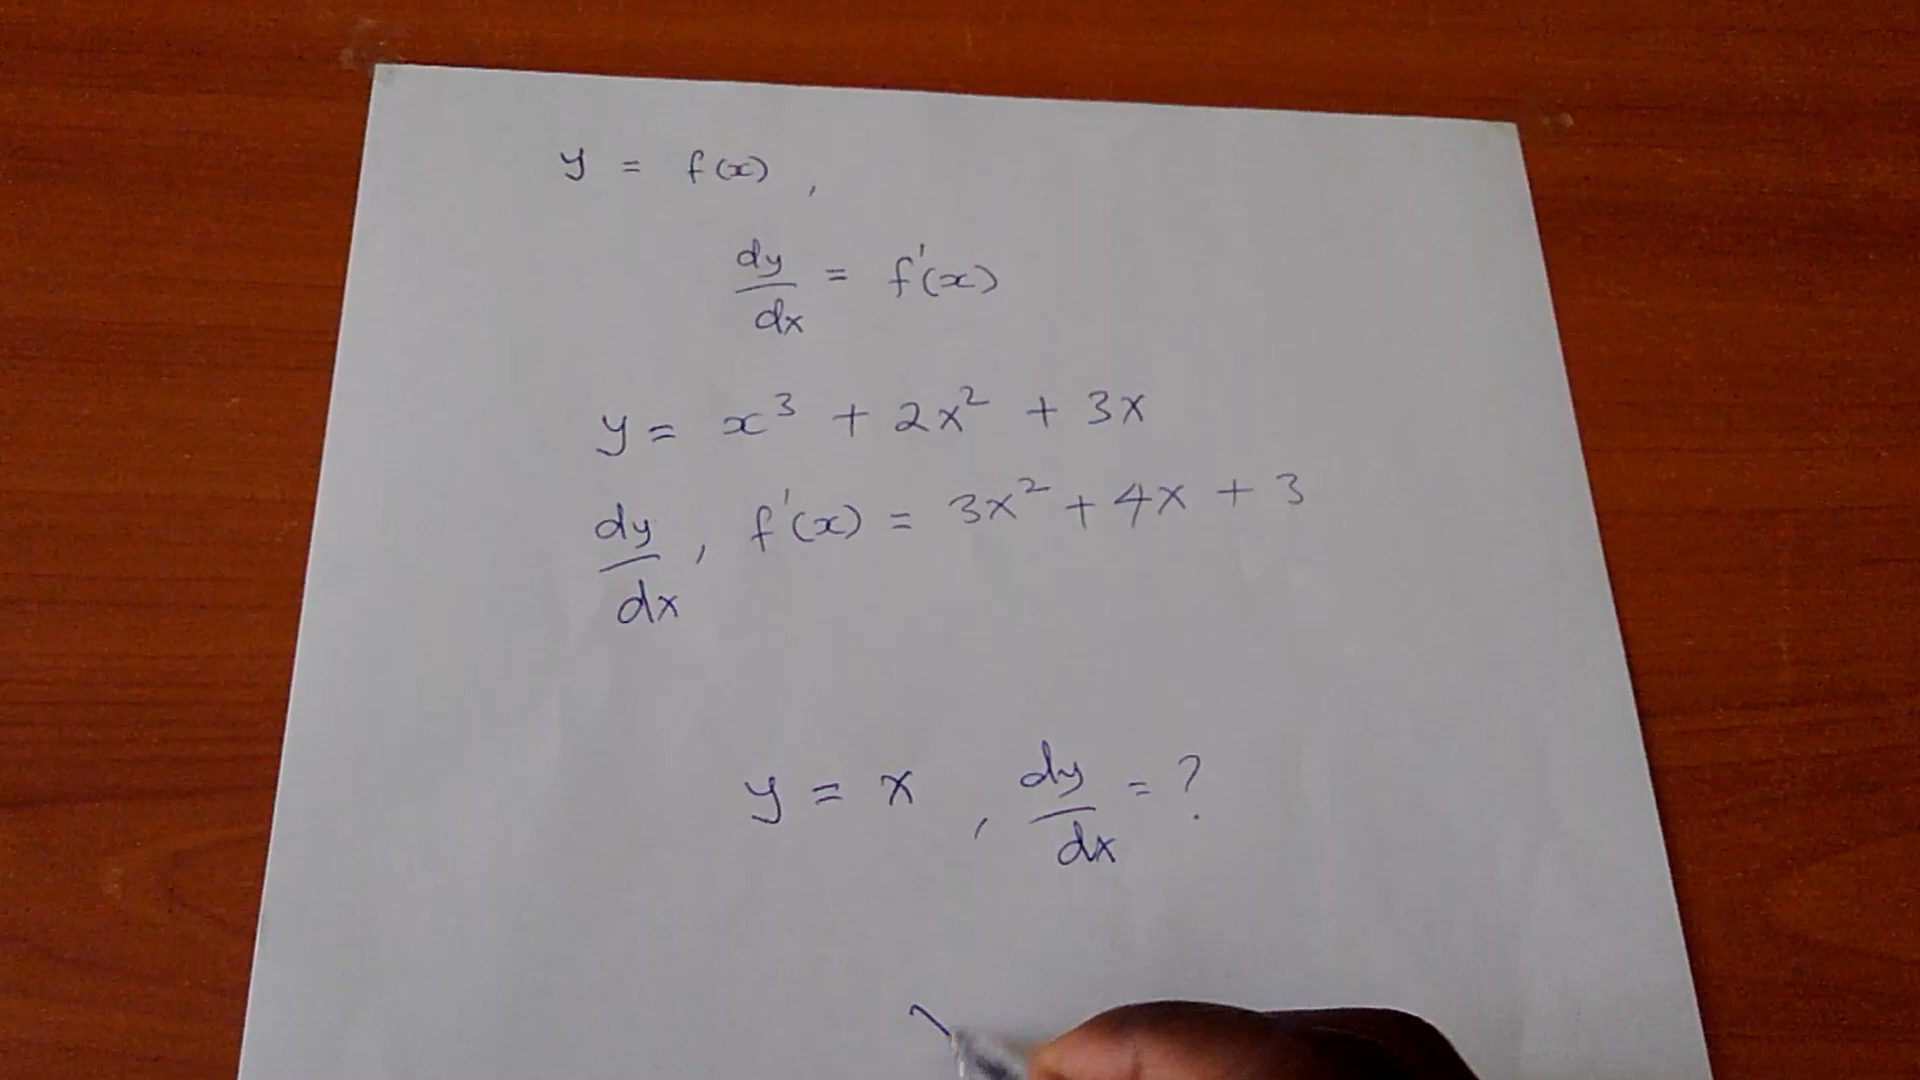 y = f(x) ,
dy/dx = f'(x)
y = x³ + 2x² + 3x
dy/dx , f'(x) = 3x² + 4x + 3
y = x , dy/dx = ?